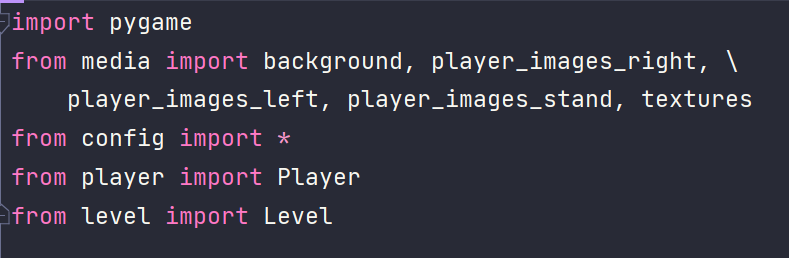 import pygame
from media import background, player_images_right, \
    player_images_left, player_images_stand, textures
from config import *
from player import Player
from level import Level